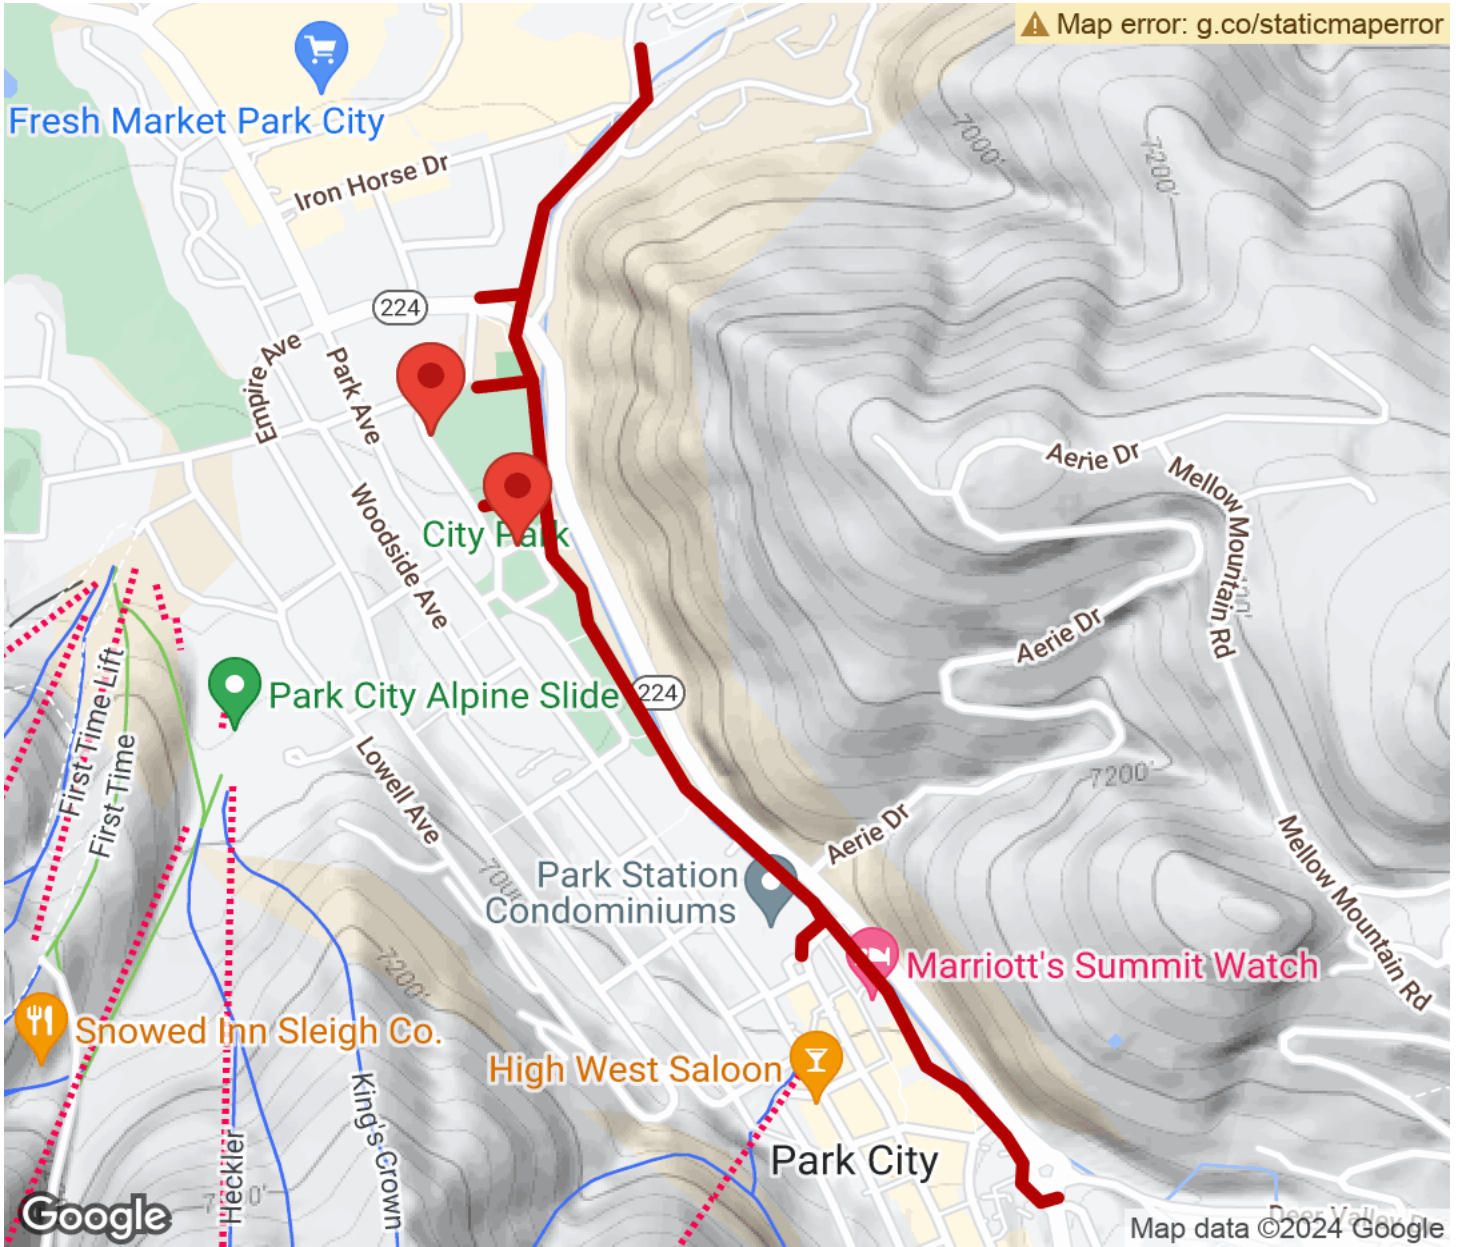 Map error: g.co/staticmaperror
Fresh Market Park City
7000'
7200'
Iron Horse Dr
224
Empire Ave
Park Ave
Aerie Dr
Mellow Mountain Rd
Woodside Ave
City Park
Aerie Dr
First Time Lift
First Time
Park City Alpine Slide
224
Lowell Ave
7200'
Aerie Dr
Mellow Mountain Rd
Park Station
Condominiums
7200'
Marriott's Summit Watch
Snowed Inn Sleigh Co.
High West Saloon
King's Crown
Heckler
Park City
Google
Deer Valley
Map data ©2024 Google